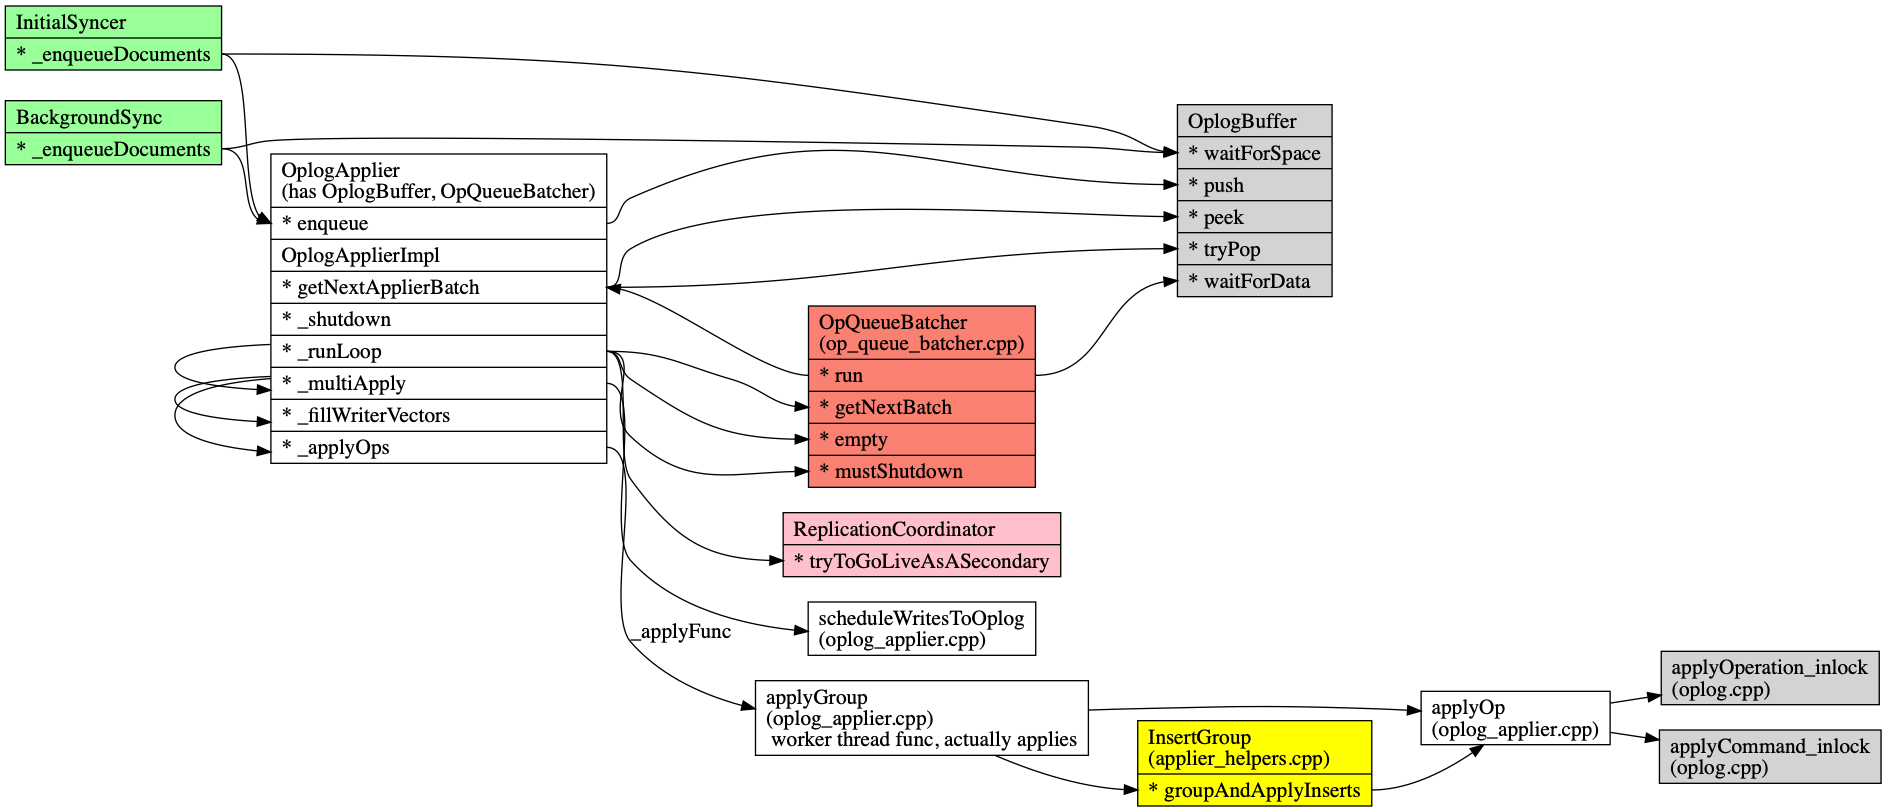 InitialSyncer
* _enqueueDocuments
BackgroundSync
* _enqueueDocuments
OplogApplier
(has OplogBuffer, OpQueueBatcher)
* enqueue
OplogApplierImpl
* getNextApplierBatch
* _shutdown
* _runLoop
* _multiApply
* _fillWriterVectors
* _applyOps
OplogBuffer
* waitForSpace
* push
* peek
* tryPop
* waitForData
OpQueueBatcher
(op_queue_batcher.cpp)
* run
* getNextBatch
* empty
* mustShutdown
ReplicationCoordinator
* tryToGoLiveAsASecondary
scheduleWritesToOplog
(oplog_applier.cpp)
_applyFunc
applyGroup
(oplog_applier.cpp)
worker thread func, actually applies
InsertGroup
(applier_helpers.cpp)
* groupAndApplyInserts
applyOp
(oplog_applier.cpp)
applyOperation_inlock
(oplog.cpp)
applyCommand_inlock
(oplog.cpp)